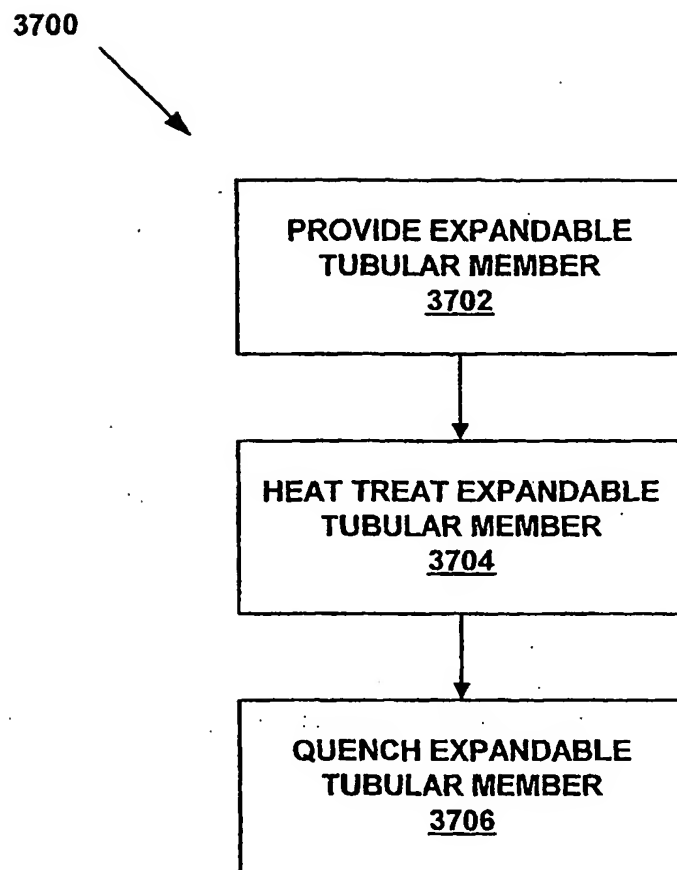 3700
PROVIDE EXPANDABLE
TUBULAR MEMBER
3702
HEAT TREAT EXPANDABLE
TUBULAR MEMBER
3704
QUENCH EXPANDABLE
TUBULAR MEMBER
3706